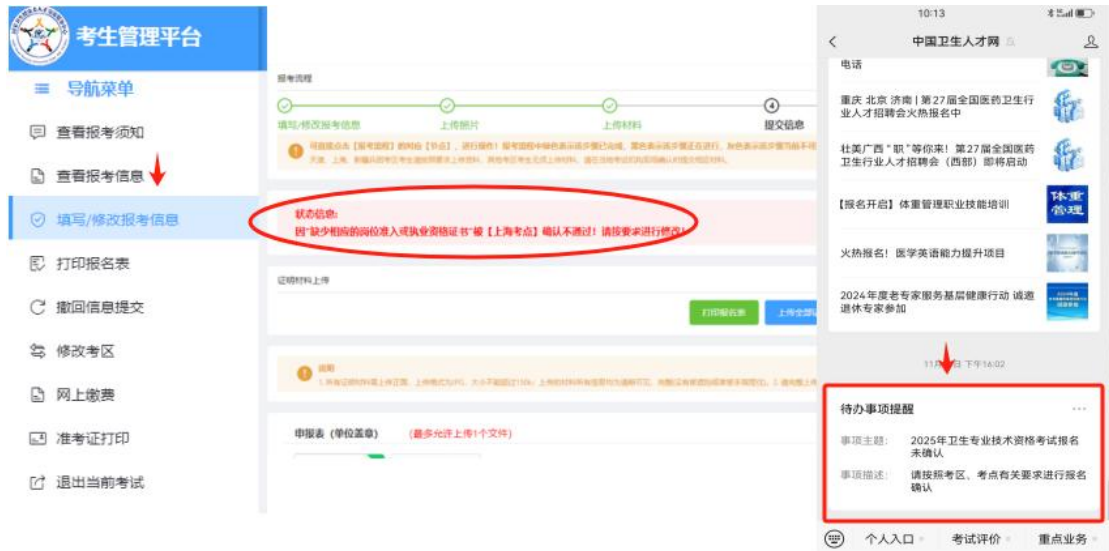 考生管理平台
导航菜单
查看报考须知
查看报考信息
填写/修改报考信息
打印报名表
撤回信息提交
修改考区
网上缴费
准考证打印
退出当前考试
报考流程
填写/修改报考信息
上传照片
上传材料
④
提交信息
状态信息:
因"缺少相应的岗位准入或执业资格证书"被【上海考点】确认不通过! 请按要求进行修改!
证明材料上传
打印报名表
说明
申报表 (单位盖章) (最多允许上传1个文件)
10:13
中国卫生人才网
电话
重庆 北京 济南 | 第27届全国医药卫生行
业人才招聘会火热报名中
壮美广西 "职"等你来! 第27届全国医药
卫生行业人才招聘会 (西部) 即将启动
【报名开启】体重管理职业技能培训
体重
管理
火热报名! 医学英语能力提升项目
2024年度老专家服务基层健康行动 诚邀
退休专家参加
下午16:02
待办事项提醒
事项主题: 2025年卫生专业技术资格考试报名
未确认
事项描述: 请按照考区、考点有关要求进行报名
确认
个人入口
考试评价
重点业务